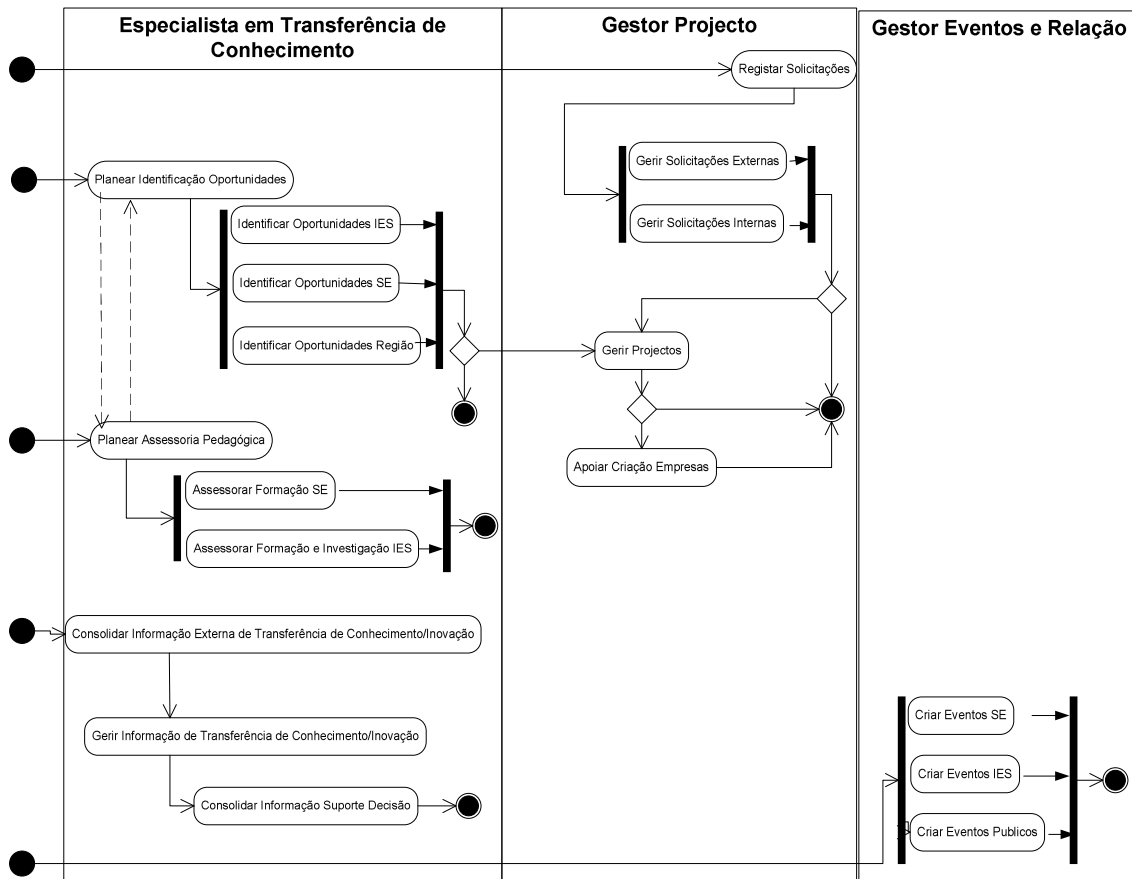 Especialista em Transferência de
Conhecimento
Gestor Projecto
Gestor Eventos e Relação
Registar Solicitações
Gerir Solicitações Externas
Planear Identificação Oportunidades
Identificar Oportunidades IES
Gerir Solicitações Internas
Identificar Oportunidades SE
Identificar Oportunidades Região
Gerir Projectos
Planear Assessoria Pedagógica
Apoiar Criação Empresas
Assessorar Formação SE
Assessorar Formação e Investigação IES
Consolidar Informação Externa de Transferência de Conhecimento/Inovação
Criar Eventos SE
Gerir Informação de Transferência de Conhecimento/Inovação
Criar Eventos IES
Consolidar Informação Suporte Decisão
Criar Eventos Publicos